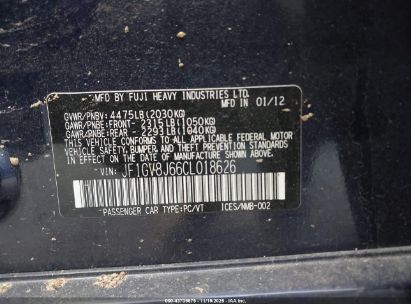 MFD BY FUJI HEAVY INDUSTRIES LTD.
MFD IN 01/12
GVWR/PNBV: 4475LB(2030KG)
GAWR/PNBE: FRONT- 2315LB(1050KG)
GAWR/PNBE: REAR - 2293LB(1040KG)
THIS VEHICLE CONFORMS TO ALL APPLICABLE FEDERAL MOTOR
VEHICLE SAFETY, BUMPER, AND THEFT PREVENTION STANDARDS
IN EFFECT ON THE DATE OF MANUFACTURE SHOWN ABOVE.
VIN: JF1GV8J66CL018626
PASSENGER CAR TYPE:PC/VT ICES/NMB-002